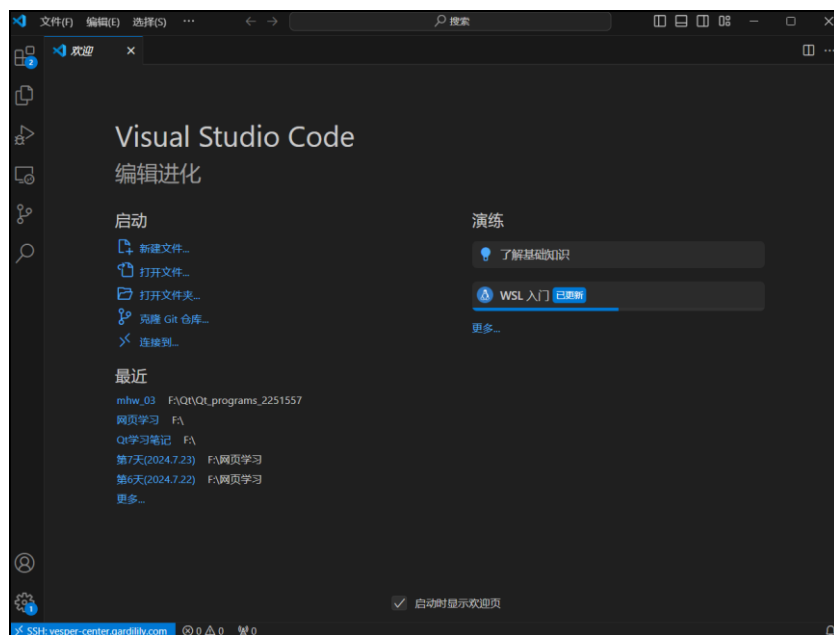 文件(F) 编辑(E) 选择(S) ··· 搜索
欢迎
2
Visual Studio Code
编辑进化
启动
新建文件...
打开文件...
打开文件夹...
克隆 Git 仓库...
连接到...
最近
mhw_03 F:\Qt\Qt_programs_2251557
网页学习 F:\
Qt学习笔记 F:\
第7天(2024.7.23) F:\网页学习
第6天(2024.7.22) F:\网页学习
更多...
演练
了解基础知识
WSL 入门 已更新
更多...
启动时显示欢迎页
1
SSH: vesper-center.gardilily.com 0 0 0